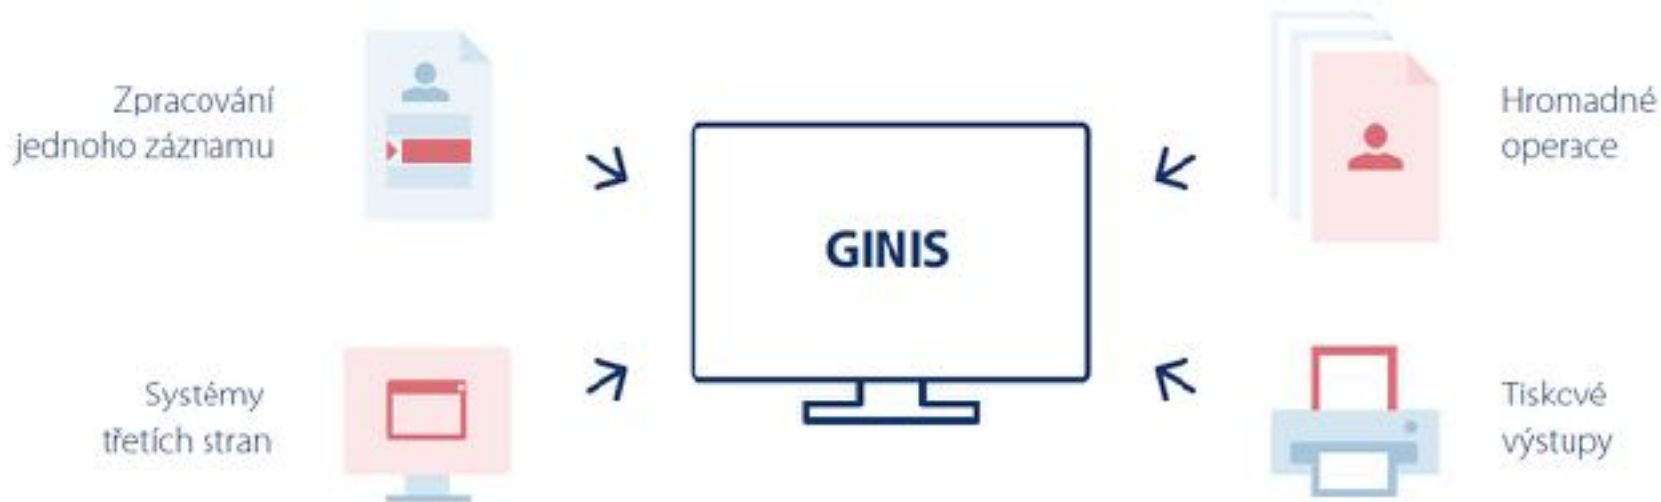 Zpracování
jednoho záznamu
Hromadné
operace
GINIS
Systémy
třetích stran
Tiskové
výstupy